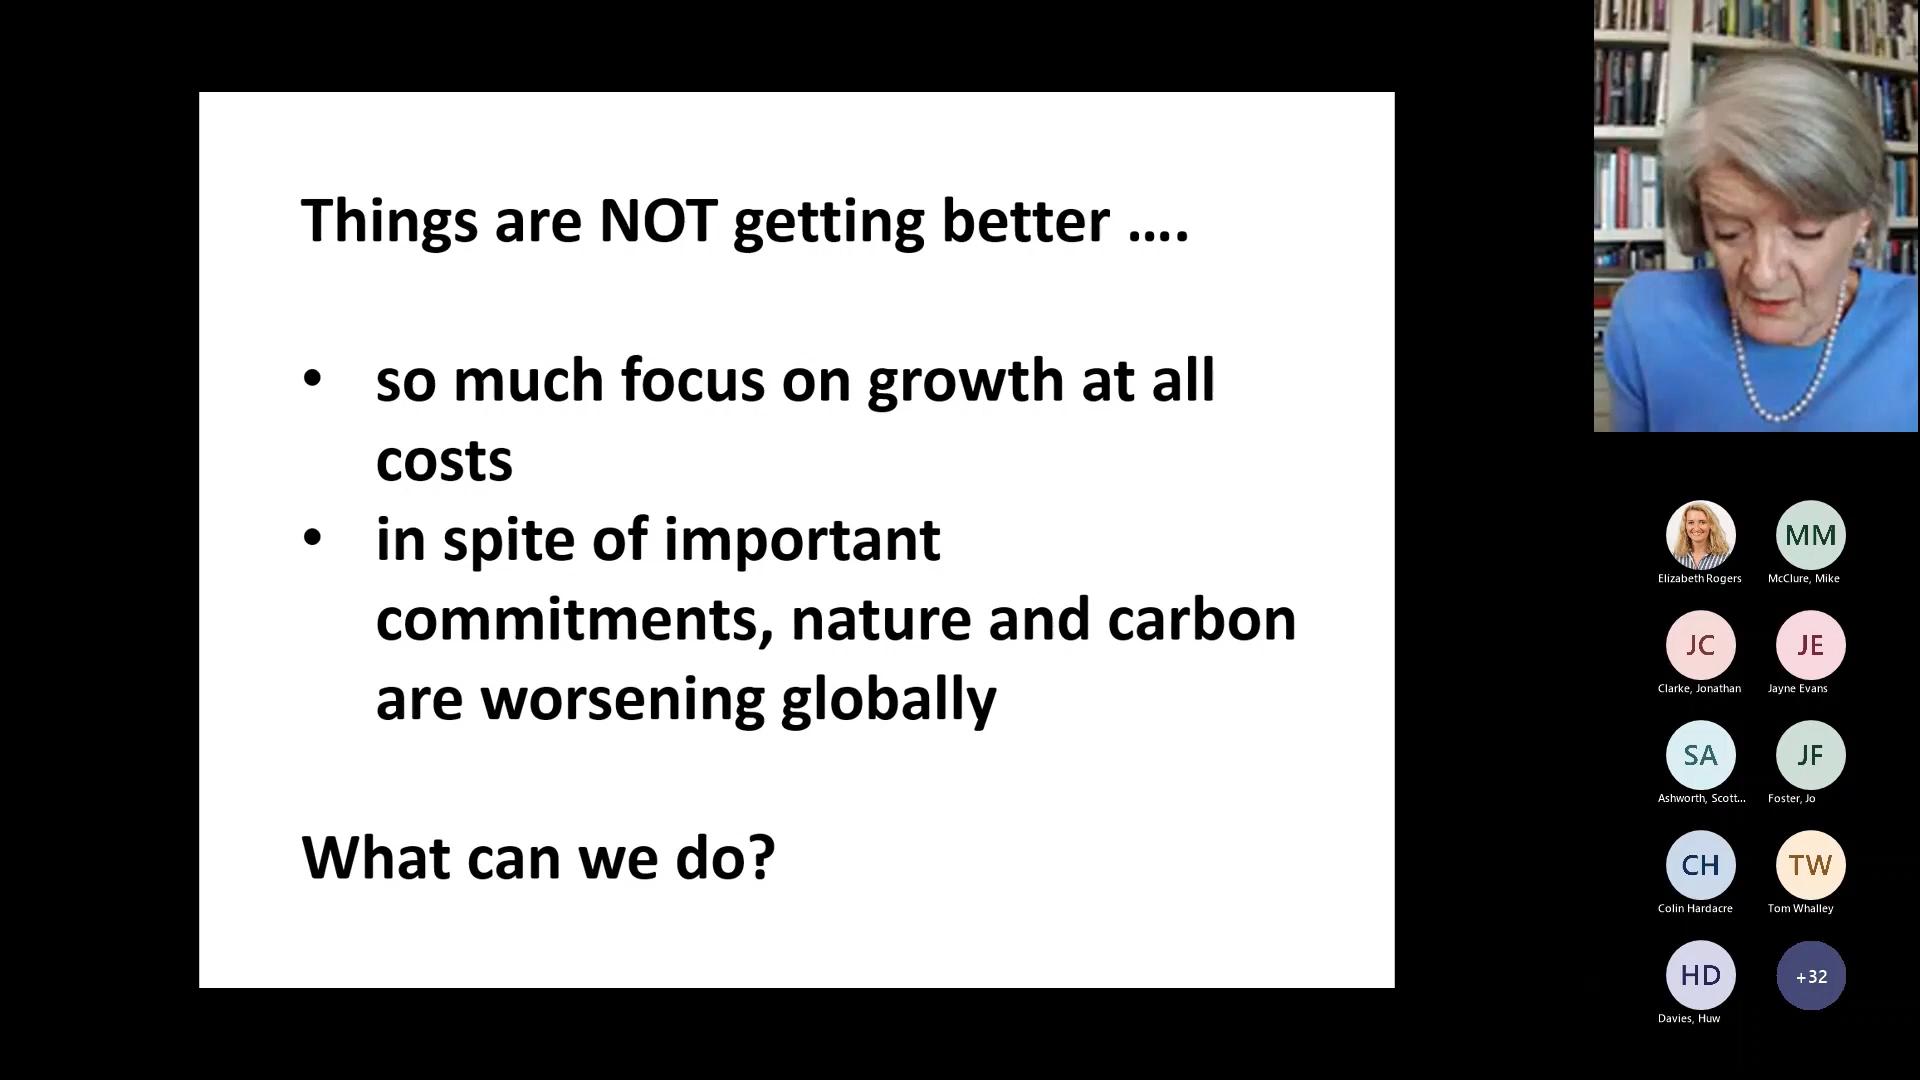 Things are NOT getting better ....
• so much focus on growth at all
costs
• in spite of important
commitments, nature and carbon
are worsening globally
What can we do?
Elizabeth Rogers
MM
McClure, Mike
JC
Clarke, Jonathan
JE
Jayne Evans
SA
Ashworth, Scott...
JF
Foster, Jo
CH
Colin Hardacre
TW
Tom Whalley
HD
Davies, Huw
+32